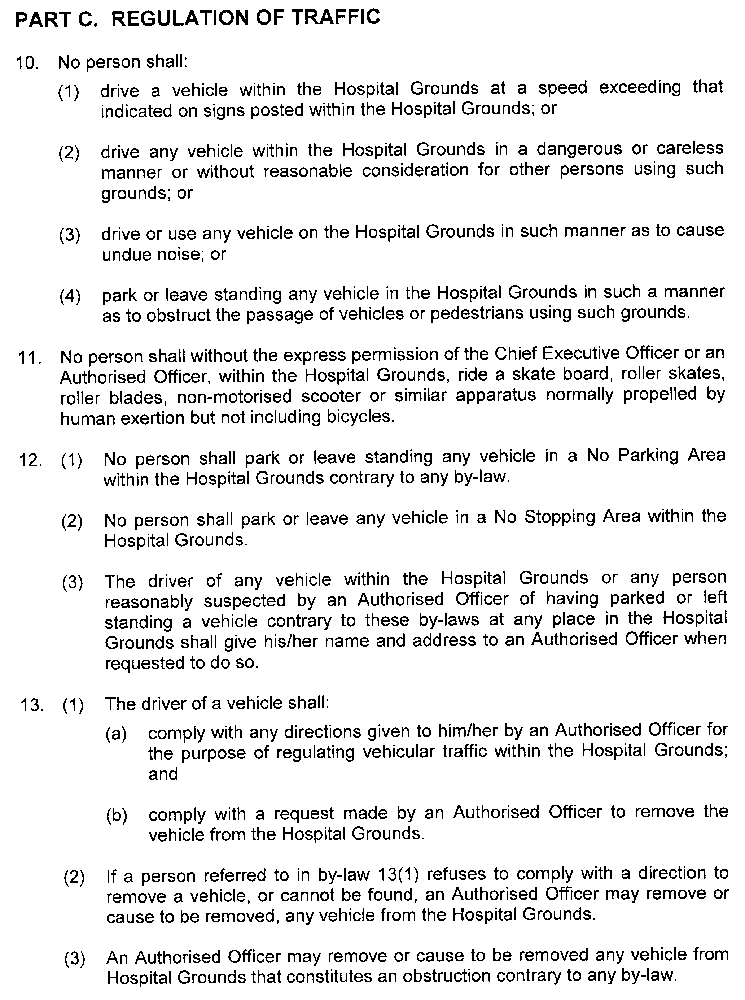 PART C. REGULATION OF TRAFFIC
10. No person shall:
(1) drive a vehicle within the Hospital Grounds at a speed exceeding that
indicated on signs posted within the Hospital Grounds; or
(2) drive any vehicle within the Hospital Grounds in a dangerous or careless
manner or without reasonable consideration for other persons using such
grounds; or
(3) drive or use any vehicle on the Hospital Grounds in such manner as to cause
undue noise; or
(4) park or leave standing any vehicle in the Hospital Grounds in such a manner
as to obstruct the passage of vehicles or pedestrians using such grounds.
11. No person shall without the express permission of the Chief Executive Officer or an
Authorised Officer, within the Hospital Grounds, ride a skate board, roller skates,
roller blades, non-motorised scooter or similar apparatus normally propelled by
human exertion but not including bicycles.
12. (1) No person shall park or leave standing any vehicle in a No Parking Area
within the Hospital Grounds contrary to any by-law.
(2) No person shall park or leave any vehicle in a No Stopping Area within the
Hospital Grounds.
(3) The driver of any vehicle within the Hospital Grounds or any person
reasonably suspected by an Authorised Officer of having parked or left
standing a vehicle contrary to these by-laws at any place in the Hospital
Grounds shall give his/her name and address to an Authorised Officer when
requested to do so.
13. (1) The driver of a vehicle shall:
(a) comply with any directions given to him/her by an Authorised Officer for
the purpose of regulating vehicular traffic within the Hospital Grounds;
and
(b) comply with a request made by an Authorised Officer to remove the
vehicle from the Hospital Grounds.
(2) If a person referred to in by-law 13(1) refuses to comply with a direction to
remove a vehicle, or cannot be found, an Authorised Officer may remove or
cause to be removed, any vehicle from the Hospital Grounds.
(3) An Authorised Officer may remove or cause to be removed any vehicle from
Hospital Grounds that constitutes an obstruction contrary to any by-law.